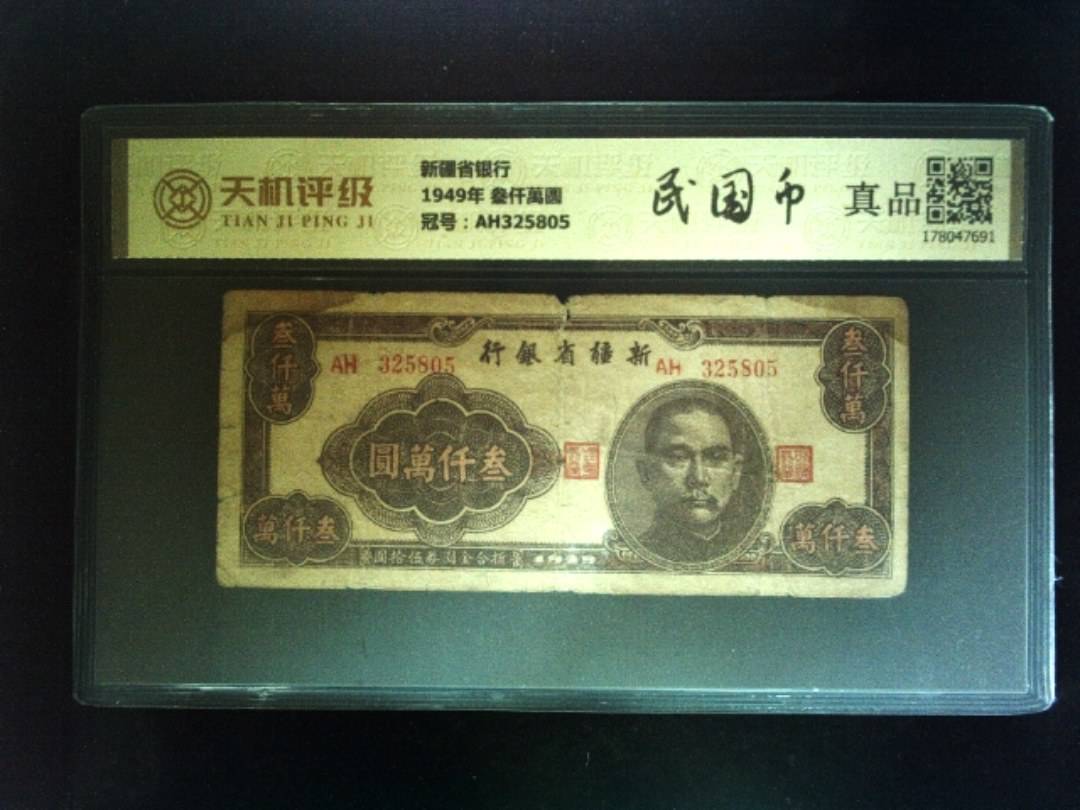 天机评级
TIAN JI PING JI
新疆省银行
1949年 叁仟萬圓
冠号：AH325805
民国币
真品
178047691
叁仟萬
AH 325805
行銀省疆新
AH 325805
叁仟萬
圓萬仟叁
萬仟叁
萬仟叁